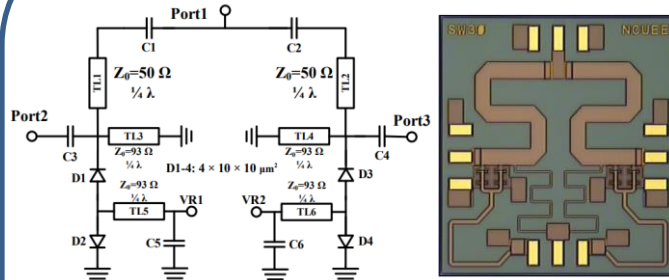 Port1
C1
C2
TL1
Z₀=50 Ω
¼ λ
Z₀=50 Ω
¼ λ
TL2
Port2
Port3
C3
TL3
TL4
C4
Z₀=93 Ω
¼ λ
Z₀=93 Ω
¼ λ
D1
D1-4: 4 × 10 × 10 μm²
D3
Z₀=93 Ω
¼ λ
VR1
TL5
Z₀=93 Ω
¼ λ
VR2
TL6
D2
C5
C6
D4
NCUEE